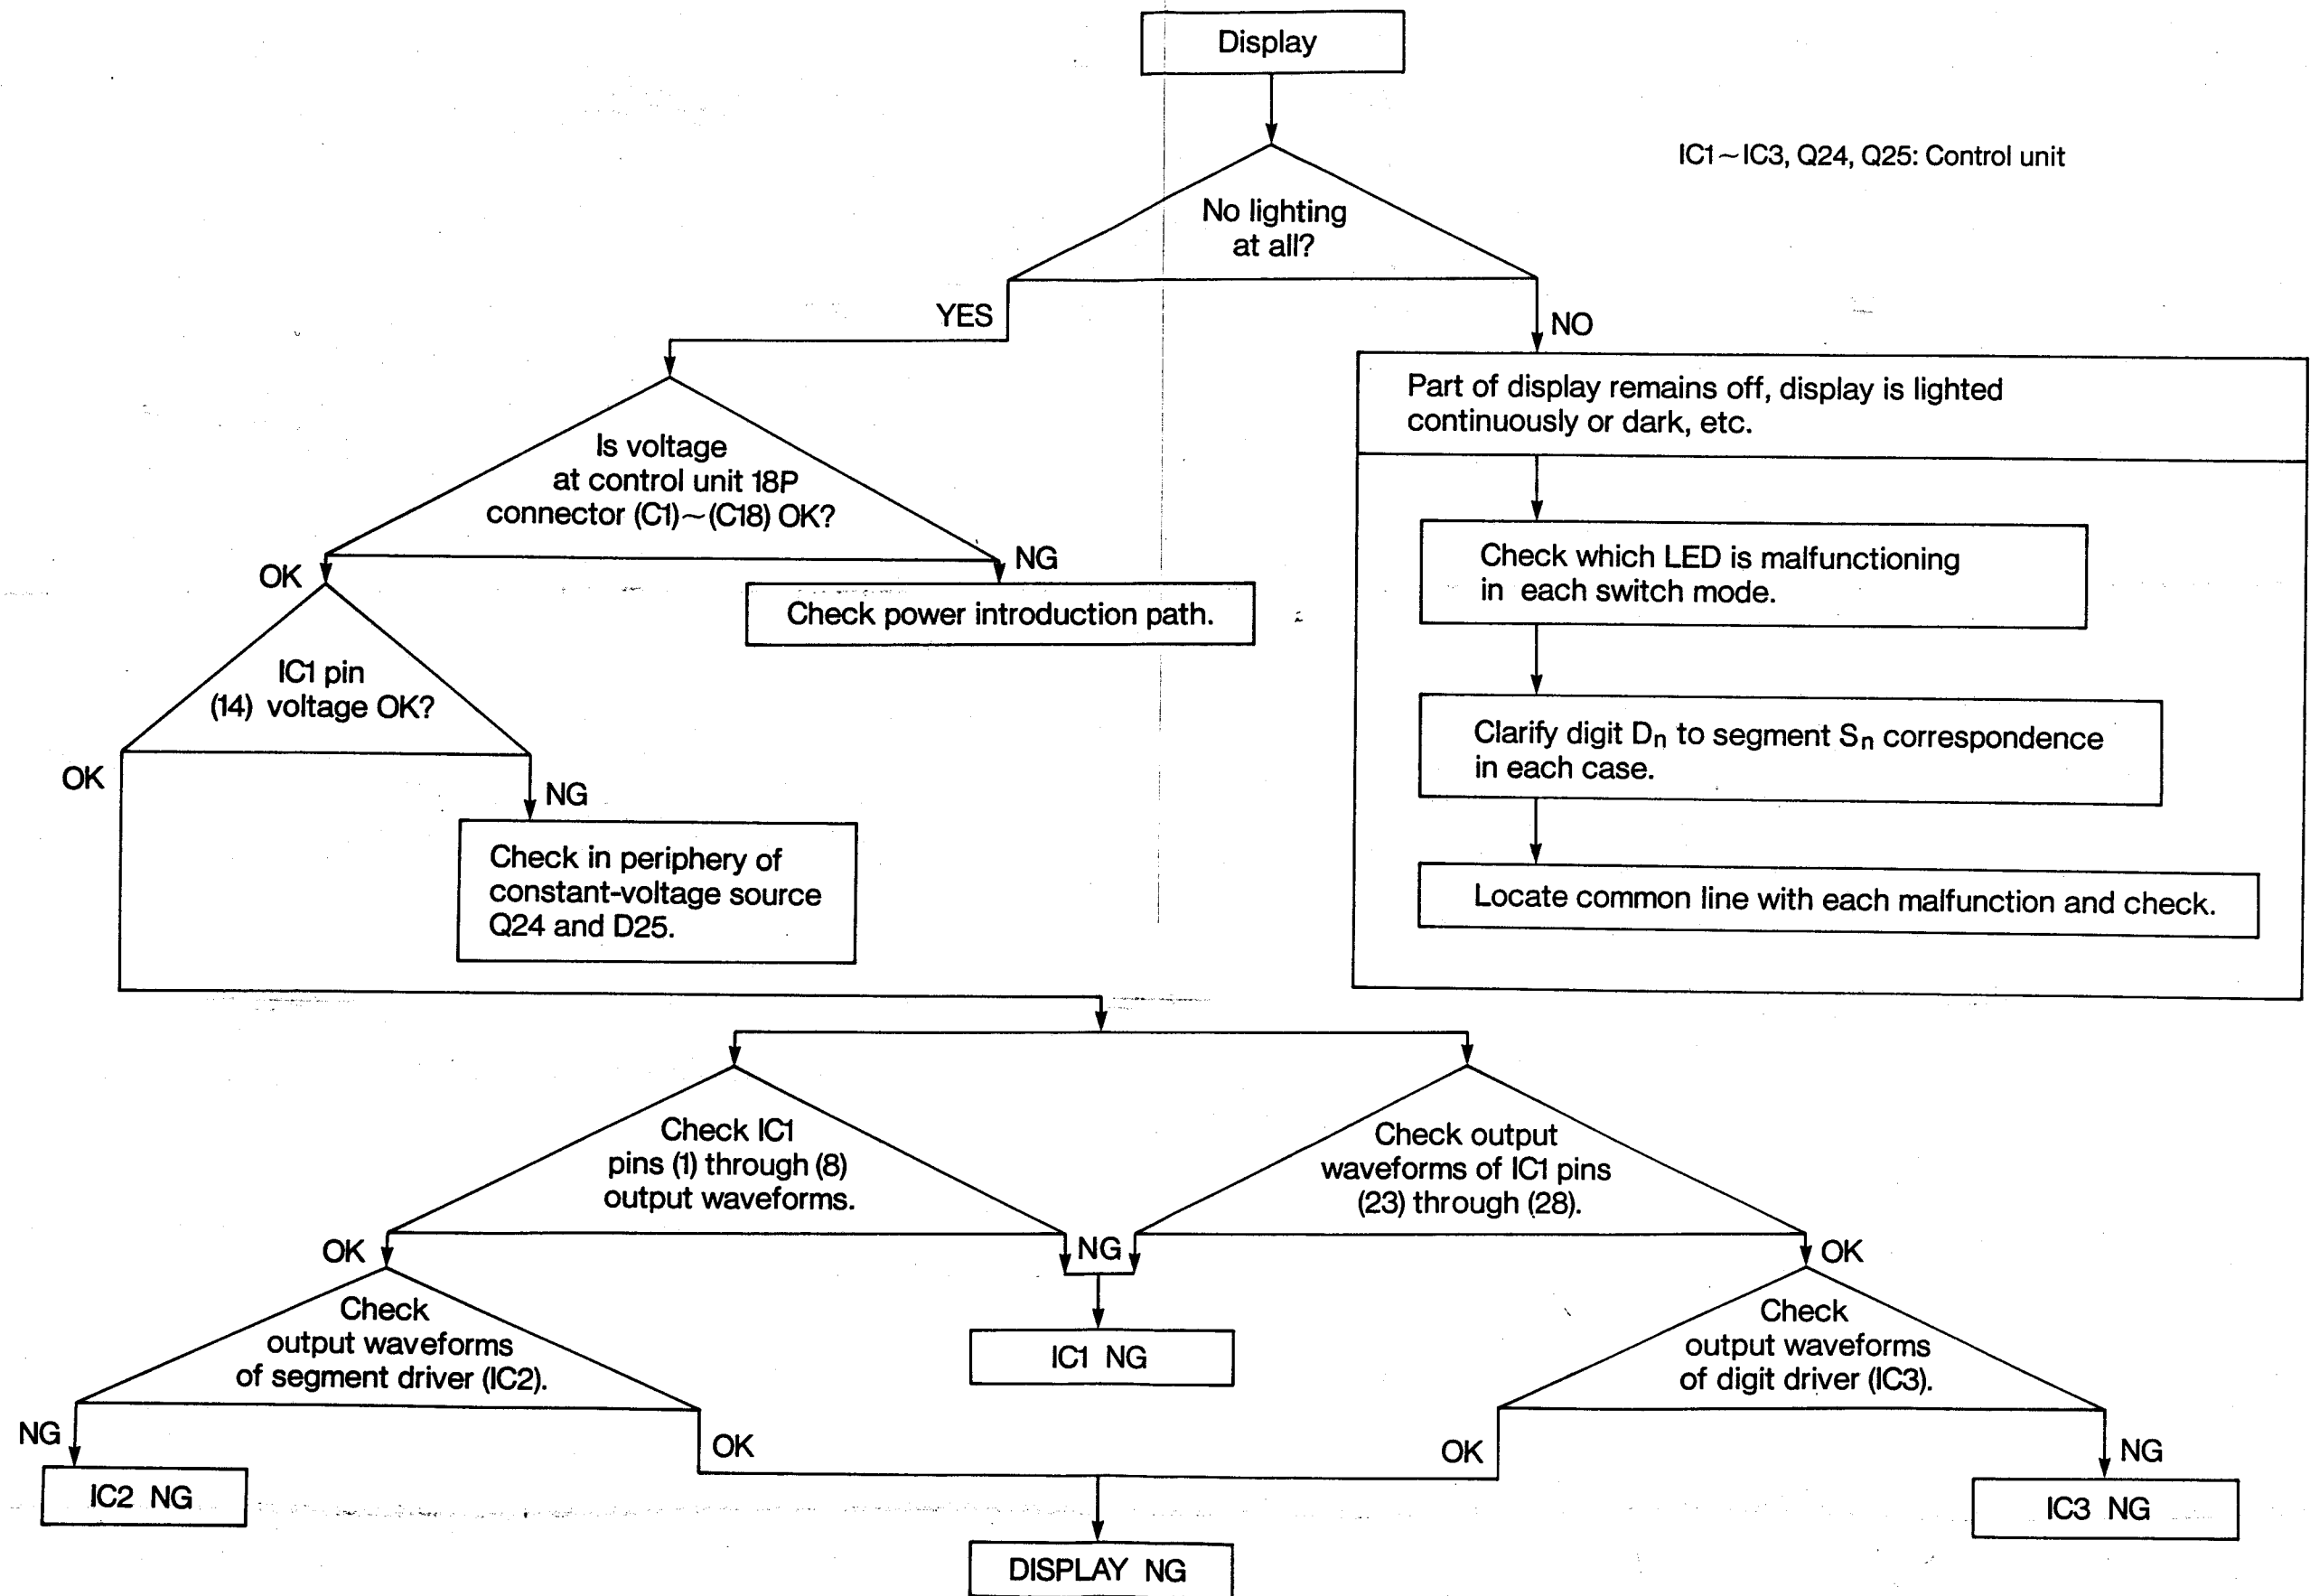 Display
IC1~IC3, Q24, Q25: Control unit
No lighting
at all?
YES
NO
Part of display remains off, display is lighted
continuously or dark, etc.
Is voltage
at control unit 18P
connector (C1)~(C18) OK?
OK
NG
Check power introduction path.
Check which LED is malfunctioning
in each switch mode.
IC1 pin
(14) voltage OK?
OK
NG
Clarify digit Dn to segment Sn correspondence
in each case.
Check in periphery of
constant-voltage source
Q24 and D25.
Locate common line with each malfunction and check.
Check IC1
pins (1) through (8)
output waveforms.
Check output
waveforms of IC1 pins
(23) through (28).
OK
NG
OK
Check
output waveforms
of segment driver (IC2).
IC1 NG
Check
output waveforms
of digit driver (IC3).
NG
OK
OK
NG
IC2 NG
IC3 NG
DISPLAY NG